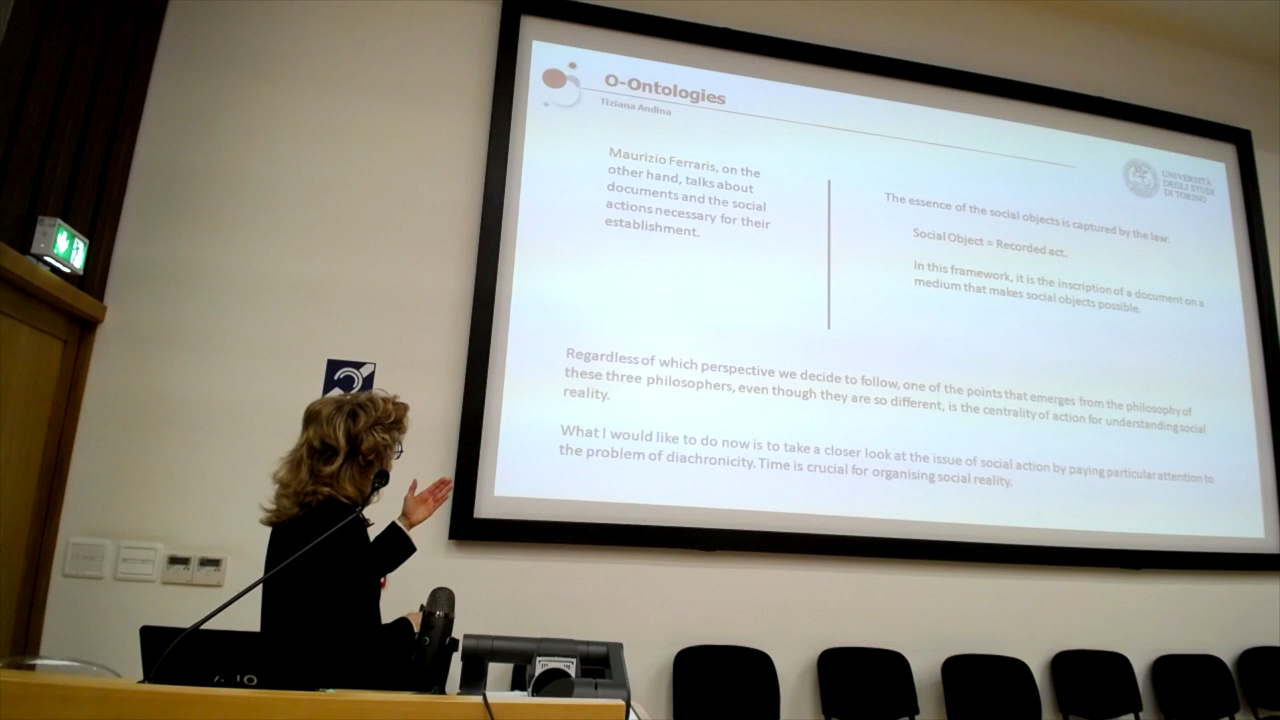 O-Ontologies
Tiziana Andina
UNIVERSITÀ
DEGLI STUDI
DI TORINO
Maurizio Ferraris, on the
other hand, talks about
documents and the social
actions necessary for their
establishment.
The essence of the social objects is captured by the law:
Social Object = Recorded act.
In this framework, it is the inscription of a document on a
medium that makes social objects possible.
Regardless of which perspective we decide to follow, one of the points that emerges from the philosophy of
these three philosophers, even though they are so different, is the centrality of action for understanding social
reality.
What I would like to do now is to take a closer look at the issue of social action by paying particular attention to
the problem of diachronicity. Time is crucial for organising social reality.